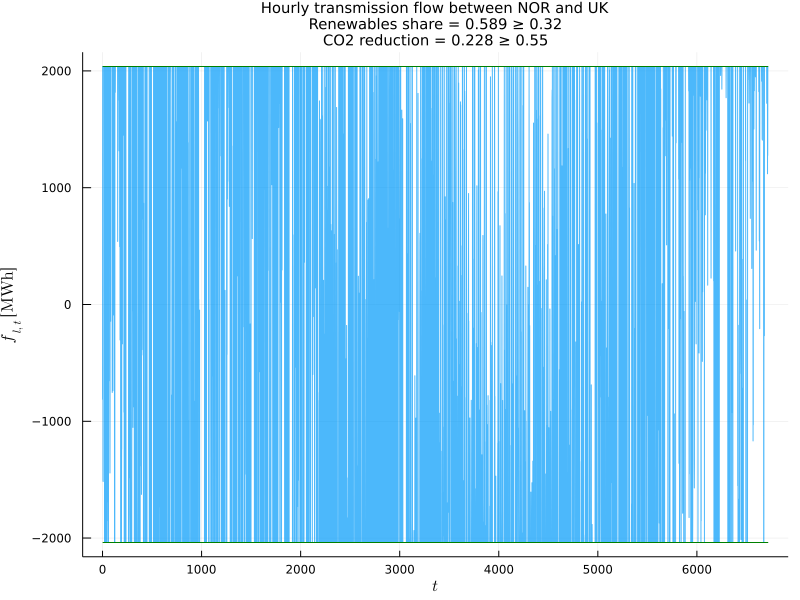 Hourly transmission flow between NOR and UK
Renewables share = 0.589 ≥ 0.32
CO2 reduction = 0.228 ≥ 0.55
f_{l,t} [MWh]
2000
1000
0
−1000
−2000
0 1000 2000 3000 4000 5000 6000
t